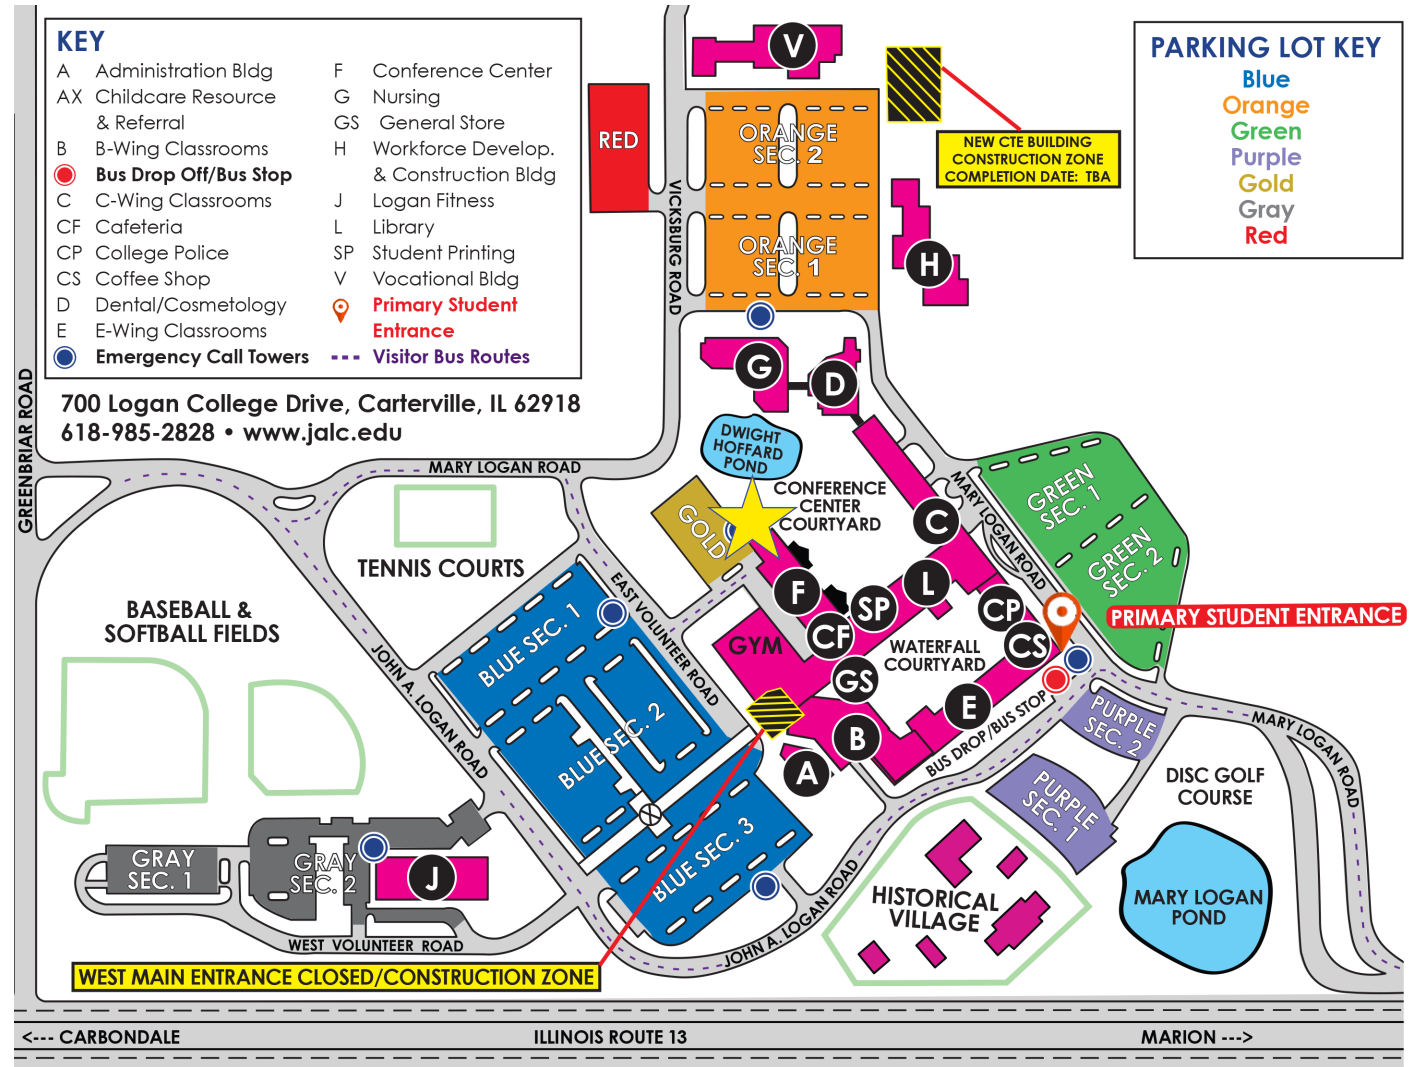 KEY
A Administration Bldg
AX Childcare Resource
& Referral
B B-Wing Classrooms
Bus Drop Off/Bus Stop
C C-Wing Classrooms
CF Cafeteria
CP College Police
CS Coffee Shop
D Dental/Cosmetology
E E-Wing Classrooms
Emergency Call Towers
F Conference Center
G Nursing
GS General Store
H Workforce Develop.
& Construction Bldg
J Logan Fitness
L Library
SP Student Printing
V Vocational Bldg
Primary Student
Entrance
Visitor Bus Routes
700 Logan College Drive, Carterville, IL 62918
618-985-2828 • www.jalc.edu
PARKING LOT KEY
Blue
Orange
Green
Purple
Gold
Gray
Red
V
RED
ORANGE
SEC. 2
ORANGE
SEC. 1
NEW CTE BUILDING
CONSTRUCTION ZONE
COMPLETION DATE: TBA
H
VICKSBURG ROAD
GREENBRIAR ROAD
G
D
DWIGHT
HOFFARD
POND
MARY LOGAN ROAD
CONFERENCE
CENTER
COURTYARD
GOLD
C
MARY LOGAN ROAD
GREEN
SEC. 1
GREEN
SEC. 2
TENNIS COURTS
BASEBALL &
SOFTBALL FIELDS
EAST VOLUNTEER ROAD
F
SP
L
CP
CF
CS
GYM
GS
WATERFALL
COURTYARD
PRIMARY STUDENT ENTRANCE
BLUE SEC. 1
BLUE SEC. 2
BLUE SEC. 3
JOHN A. LOGAN ROAD
E
B
A
BUS DROP/BUS STOP
PURPLE
SEC. 2
PURPLE
SEC. 1
MARY LOGAN ROAD
DISC GOLF
COURSE
GRAY
SEC. 1
GRAY
SEC. 2
J
WEST VOLUNTEER ROAD
JOHN A. LOGAN ROAD
HISTORICAL
VILLAGE
MARY LOGAN
POND
WEST MAIN ENTRANCE CLOSED/CONSTRUCTION ZONE
<--- CARBONDALE
ILLINOIS ROUTE 13
MARION --->